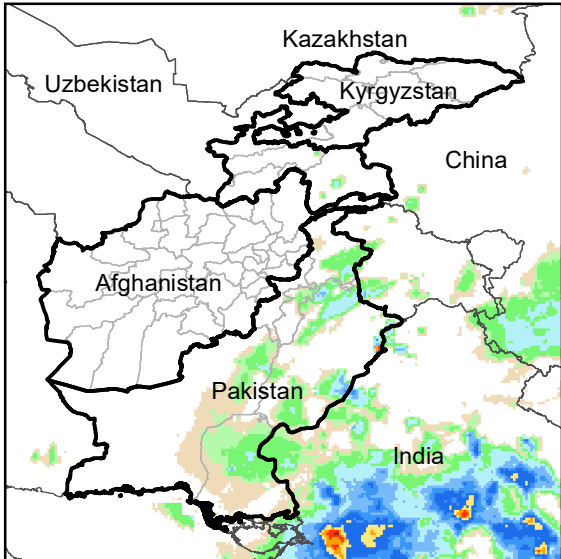 Kazakhstan
Uzbekistan
Kyrgyzstan
China
Afghanistan
Pakistan
India